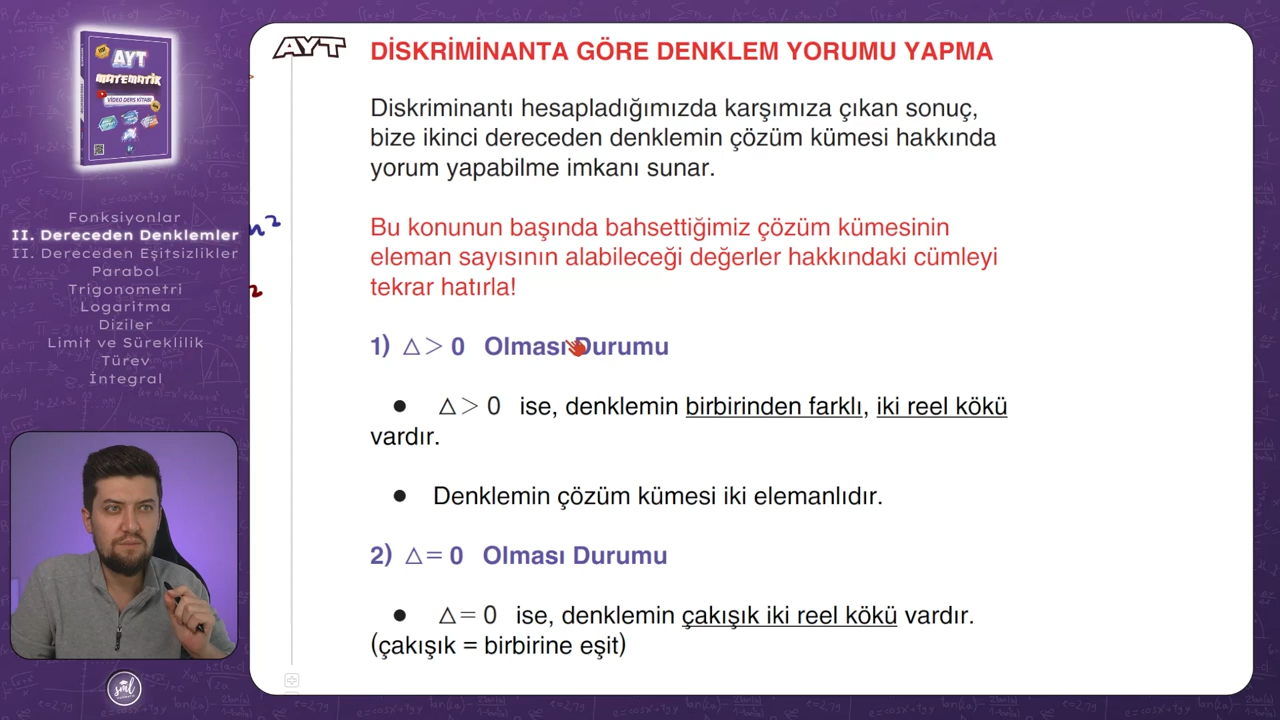 AYT
MATEMATİK
VİDEO DERS KİTABI
Fonksiyonlar
II. Dereceden Denklemler
II. Dereceden Eşitsizlikler
Parabol
Trigonometri
Logaritma
Diziler
Limit ve Süreklilik
Türev
İntegral
sml
AYT
DİSKRİMİNANTA GÖRE DENKLEM YORUMU YAPMA
Diskriminantı hesapladığımızda karşımıza çıkan sonuç,
bize ikinci dereceden denklemin çözüm kümesi hakkında
yorum yapabilme imkanı sunar.
Bu konunun başında bahsettiğimiz çözüm kümesinin
eleman sayısının alabileceği değerler hakkındaki cümleyi
tekrar hatırla!
1) △> 0 Olması Durumu
● △> 0 ise, denklemin birbirinden farklı, iki reel kökü
vardır.
● Denklemin çözüm kümesi iki elemanlıdır.
2) △= 0 Olması Durumu
● △= 0 ise, denklemin çakışık iki reel kökü vardır.
(çakışık = birbirine eşit)